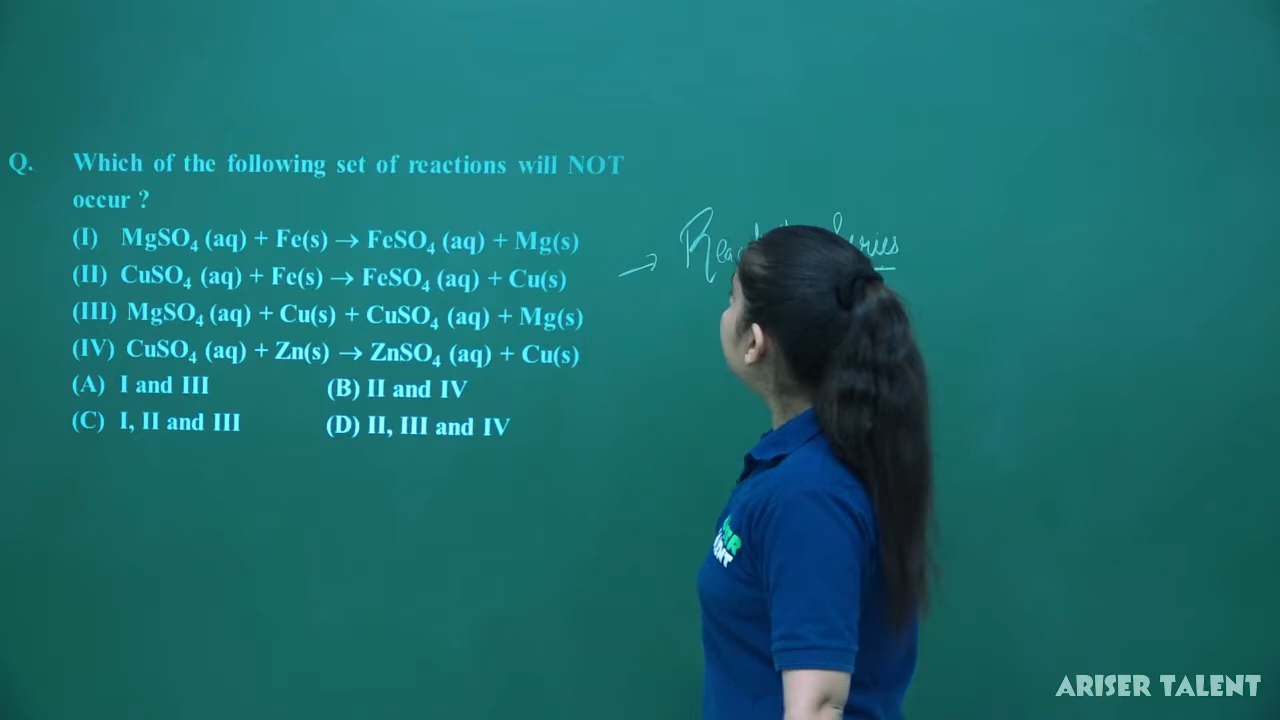 Q. Which of the following set of reactions will NOT
occur ?
(I) MgSO₄ (aq) + Fe(s) → FeSO₄ (aq) + Mg(s)
(II) CuSO₄ (aq) + Fe(s) → FeSO₄ (aq) + Cu(s)
(III) MgSO₄ (aq) + Cu(s) + CuSO₄ (aq) + Mg(s)
(IV) CuSO₄ (aq) + Zn(s) → ZnSO₄ (aq) + Cu(s)
(A) I and III (B) II and IV
(C) I, II and III (D) II, III and IV
→ Series
ARISER TALENT